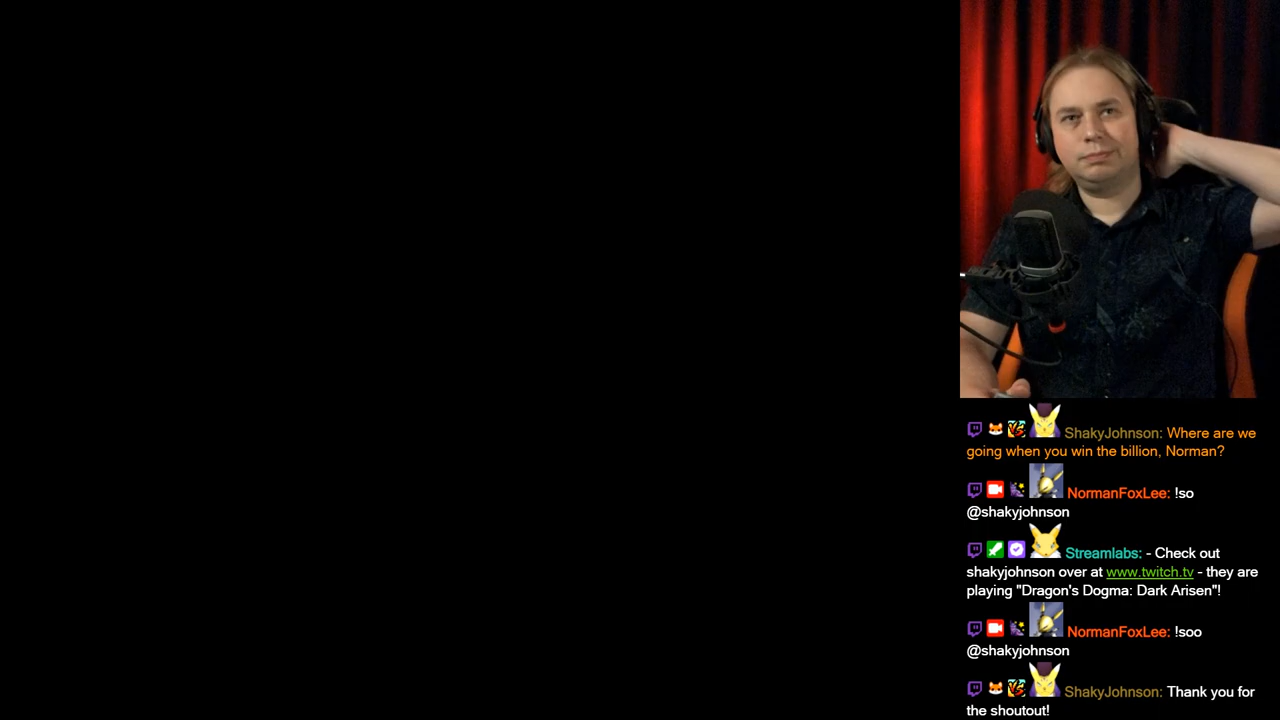 ShakyJohnson: Where are we
going when you win the billion, Norman?
NormanFoxLee: !so
@shakyjohnson
Streamlabs: - Check out
shakyjohnson over at www.twitch.tv - they are
playing "Dragon's Dogma: Dark Arisen"!
NormanFoxLee: !soo
@shakyjohnson
ShakyJohnson: Thank you for
the shoutout!